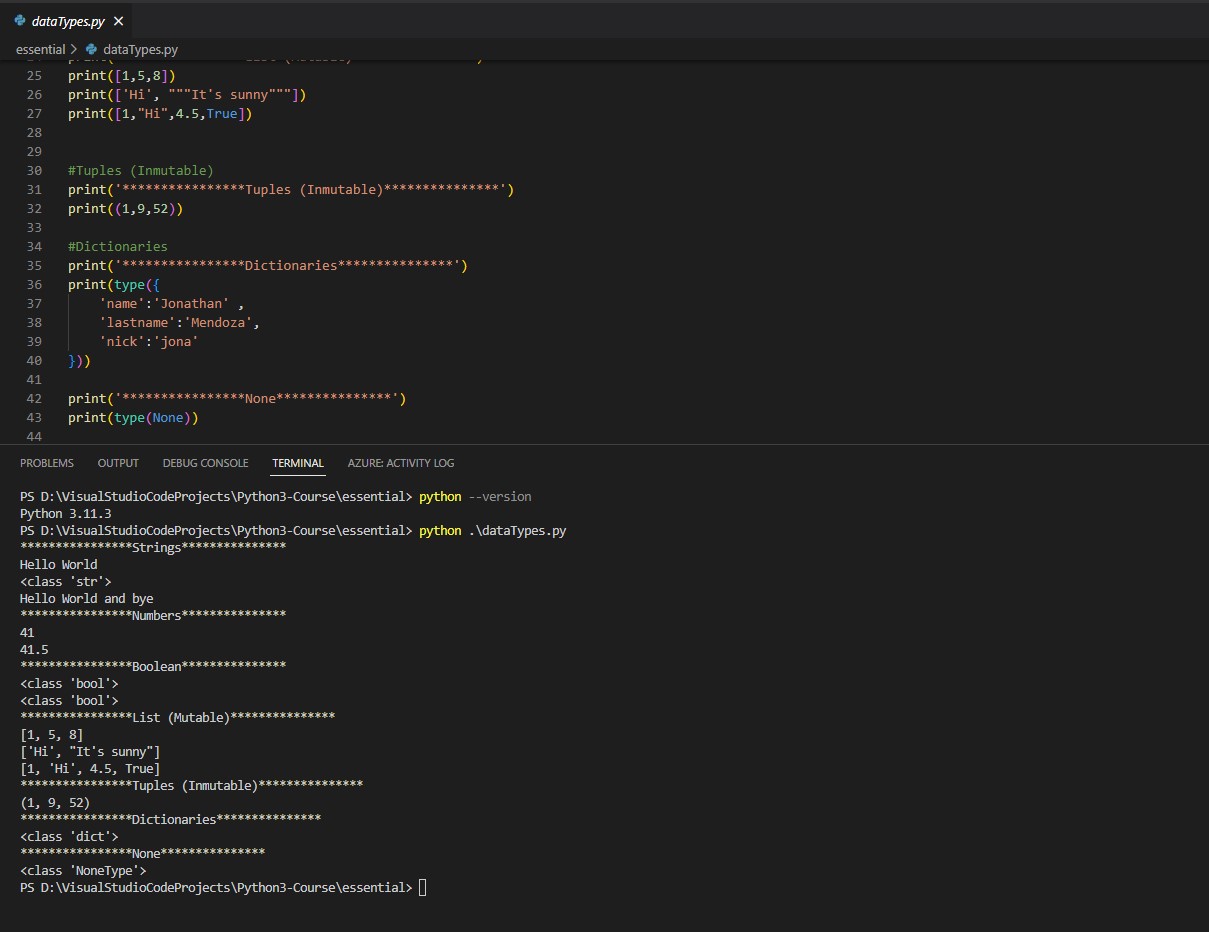 dataTypes.py
essential > dataTypes.py
25 print([1,5,8])
26 print(['Hi', """It's sunny"""])
27 print([1,"Hi",4.5,True])
28
29
30 #Tuples (Inmutable)
31 print('****************Tuples (Inmutable)***************')
32 print((1,9,52))
33
34 #Dictionaries
35 print('****************Dictionaries***************')
36 print(type({
37     'name':'Jonathan' ,
38     'lastname':'Mendoza',
39     'nick':'jona'
40 }))
41
42 print('****************None***************')
43 print(type(None))
44
PROBLEMS OUTPUT DEBUG CONSOLE TERMINAL AZURE: ACTIVITY LOG
PS D:\VisualStudioCodeProjects\Python3-Course\essential> python --version
Python 3.11.3
PS D:\VisualStudioCodeProjects\Python3-Course\essential> python .\dataTypes.py
****************Strings***************
Hello World
<class 'str'>
Hello World and bye
****************Numbers***************
41
41.5
****************Boolean***************
<class 'bool'>
<class 'bool'>
****************List (Mutable)***************
[1, 5, 8]
['Hi', "It's sunny"]
[1, 'Hi', 4.5, True]
****************Tuples (Inmutable)***************
(1, 9, 52)
****************Dictionaries***************
<class 'dict'>
****************None***************
<class 'NoneType'>
PS D:\VisualStudioCodeProjects\Python3-Course\essential>